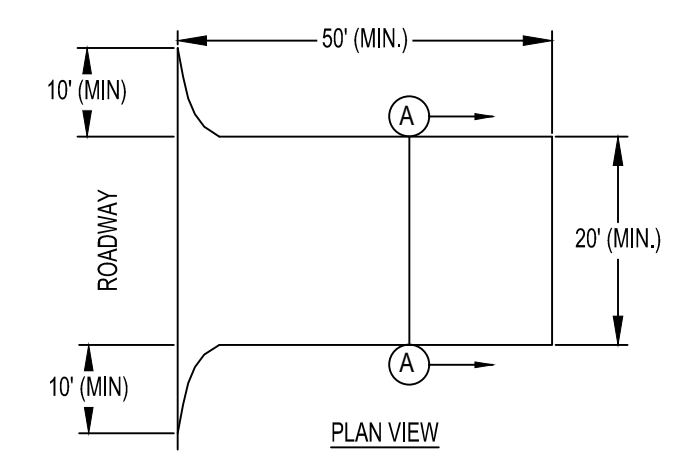 50' (MIN.)
10' (MIN)
A
ROADWAY
20' (MIN.)
A
10' (MIN)
PLAN VIEW